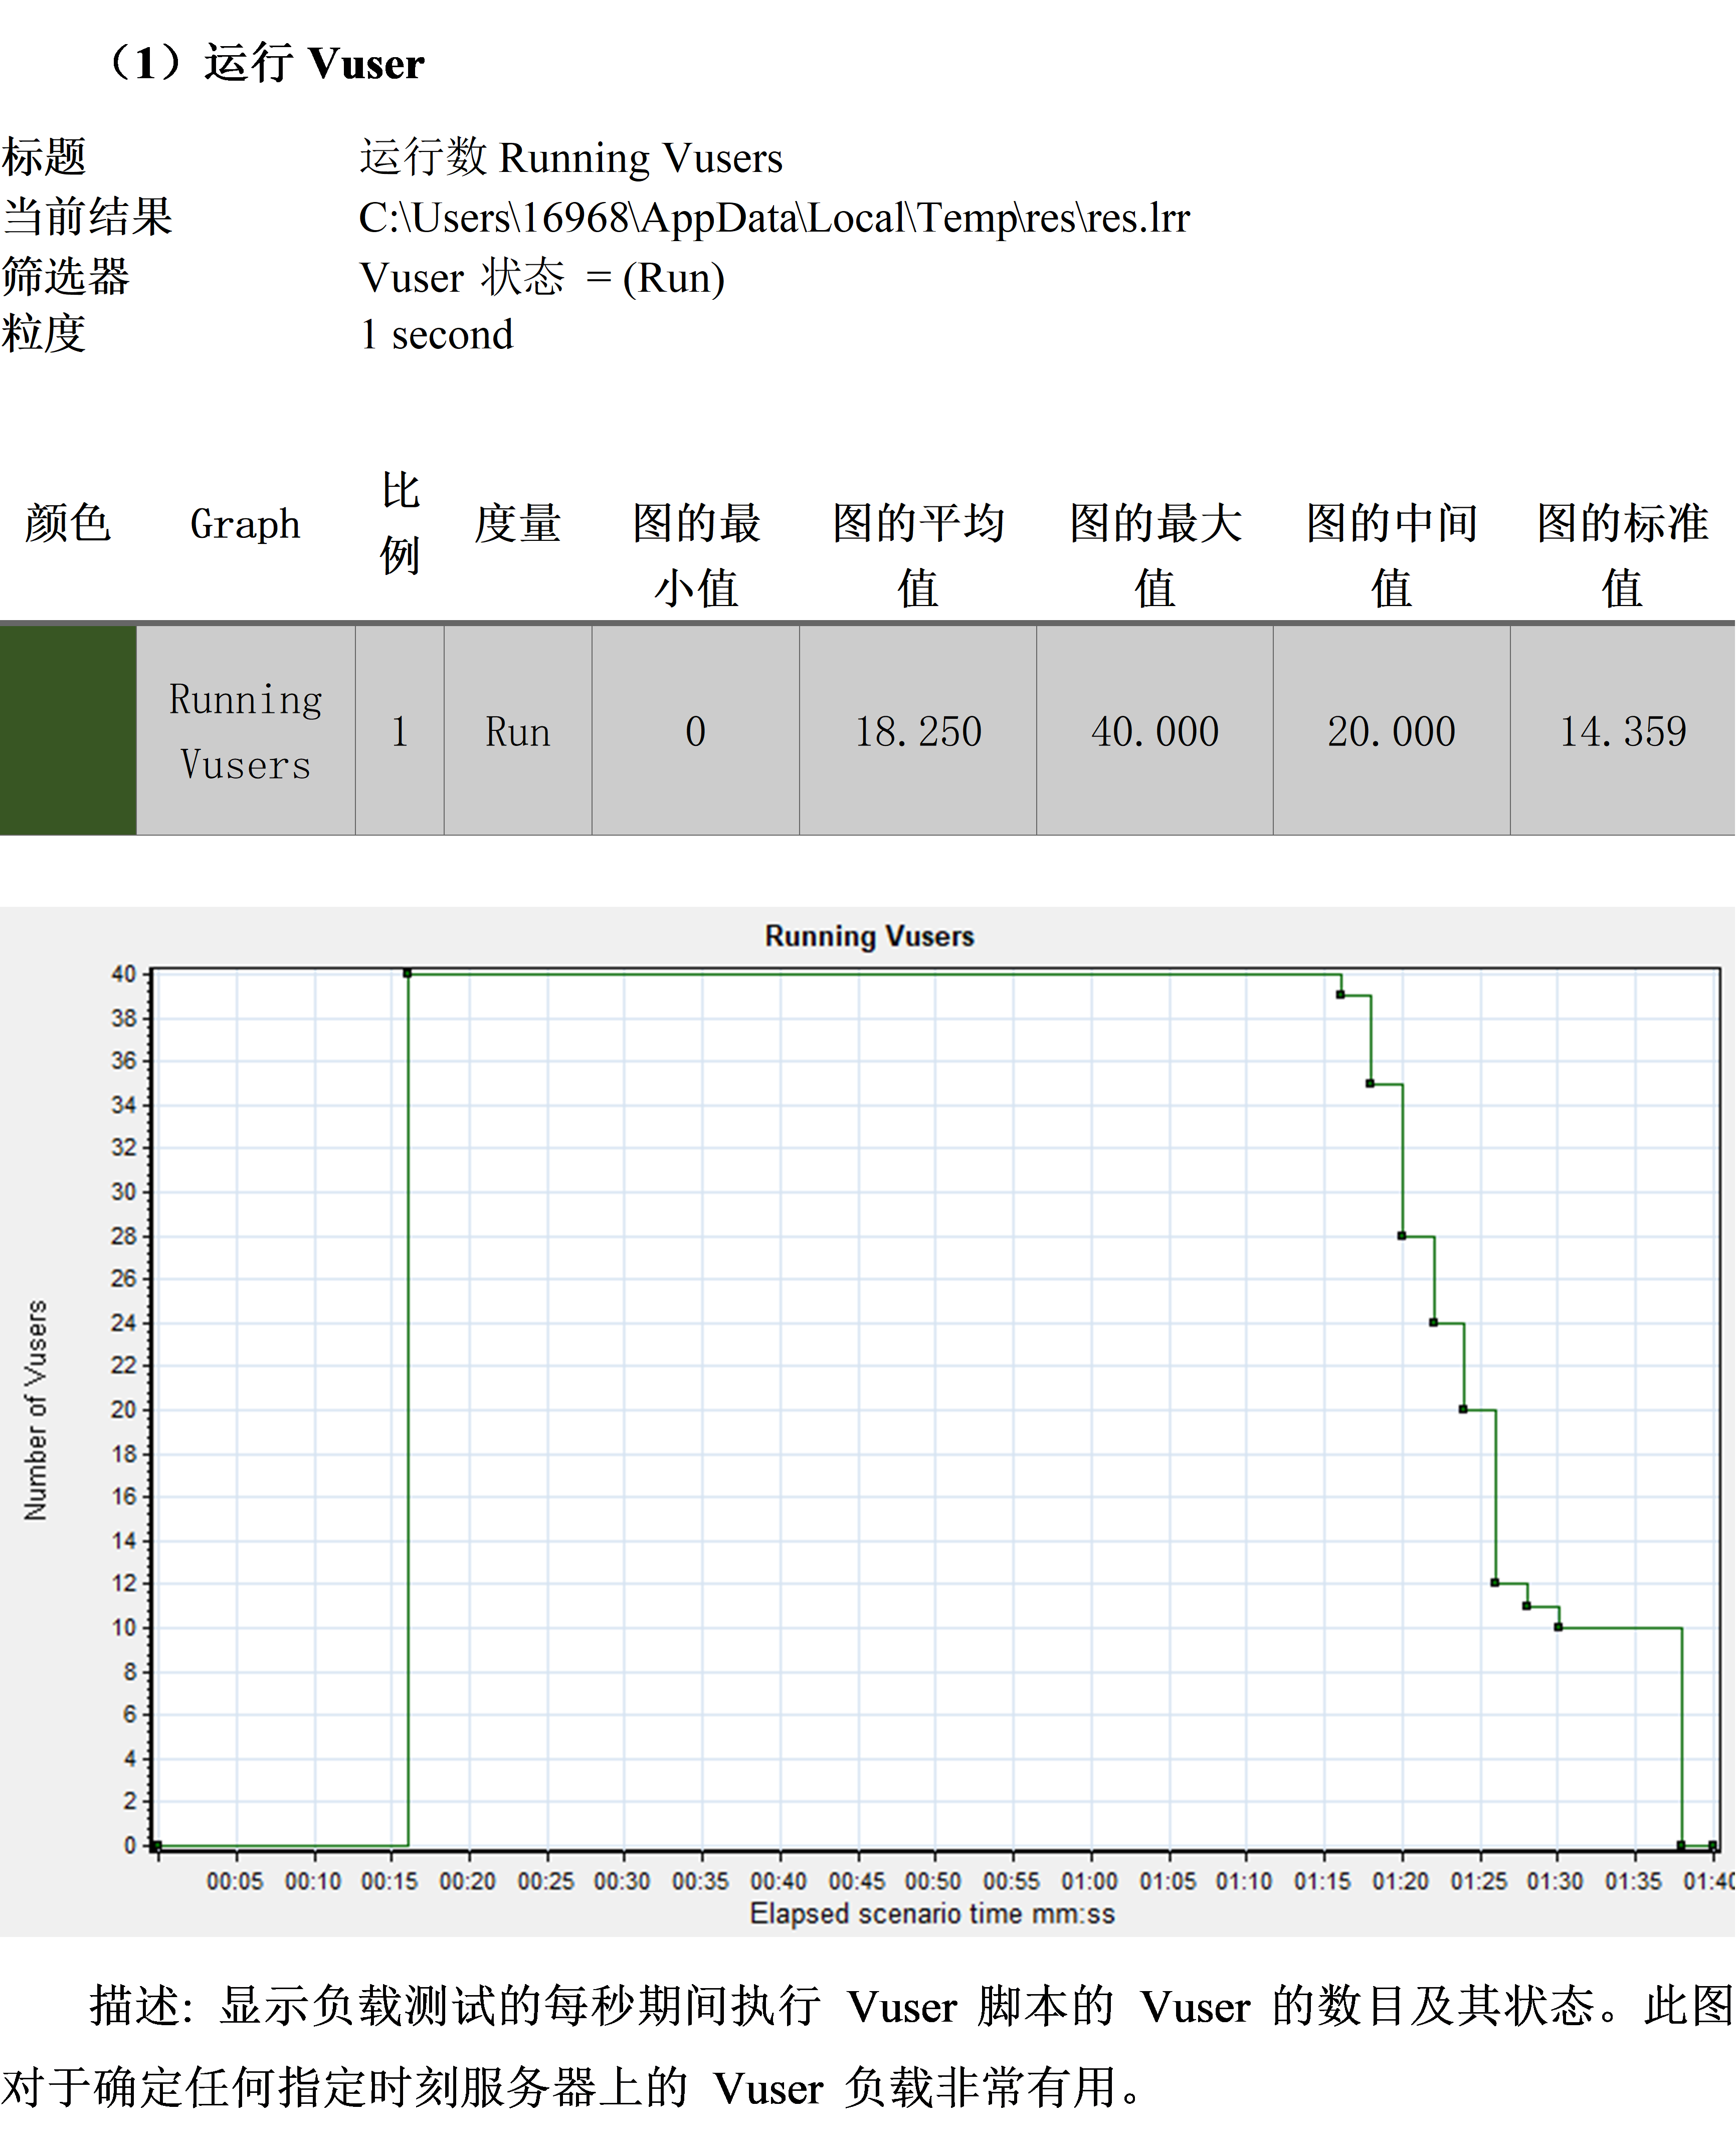 （1）运行 Vuser
标题 运行数 Running Vusers
当前结果 C:\Users\16968\AppData\Local\Temp\res\res.lrr
筛选器 Vuser 状态 = (Run)
粒度 1 second
颜色 Graph 比例 度量 图的最小值 图的平均值 图的最大值 图的中间值 图的标准值
Running Vusers 1 Run 0 18.250 40.000 20.000 14.359
Running Vusers
40
38
36
34
32
30
28
26
24
22
20
18
16
14
12
10
8
6
4
2
0
Number of Vusers
00:05 00:10 00:15 00:20 00:25 00:30 00:35 00:40 00:45 00:50 00:55 01:00 01:05 01:10 01:15 01:20 01:25 01:30 01:35 01:40
Elapsed scenario time mm:ss
描述: 显示负载测试的每秒期间执行 Vuser 脚本的 Vuser 的数目及其状态。此图
对于确定任何指定时刻服务器上的 Vuser 负载非常有用。